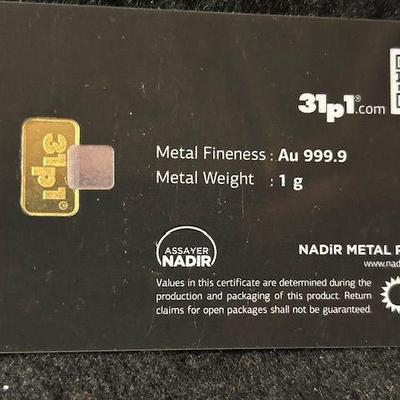 31p1®.com
31p1®
Metal Fineness : Au 999.9
Metal Weight : 1 g
ASSAYER
NADIR
NADiR METAL R
www.nad
Values in this certificate are determined during the
production and packaging of this product. Return
claims for open packages shall not be guaranteed.